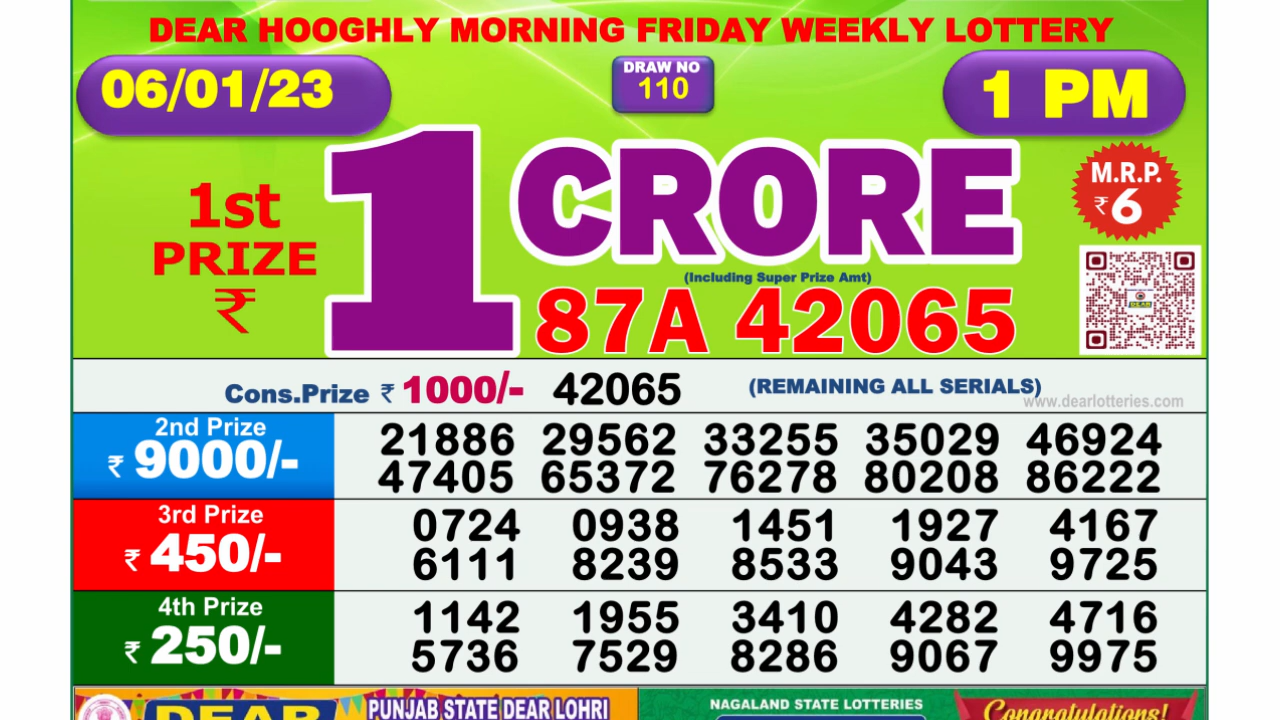 DEAR HOOGHLY MORNING FRIDAY WEEKLY LOTTERY
06/01/23
DRAW NO
110
1 PM
1st
PRIZE
₹
1 CRORE
M.R.P.
₹6
(Including Super Prize Amt)
87A 42065
DEAR
Cons.Prize ₹ 1000/- 42065 (REMAINING ALL SERIALS)
www.dearlotteries.com
2nd Prize
₹ 9000/-
21886 29562 33255 35029 46924
47405 65372 76278 80208 86222
3rd Prize
₹ 450/-
0724 0938 1451 1927 4167
6111 8239 8533 9043 9725
4th Prize
₹ 250/-
1142 1955 3410 4282 4716
5736 7529 8286 9067 9975
DEAR
PUNJAB STATE DEAR LOHRI
NAGALAND STATE LOTTERIES
Congratulations!